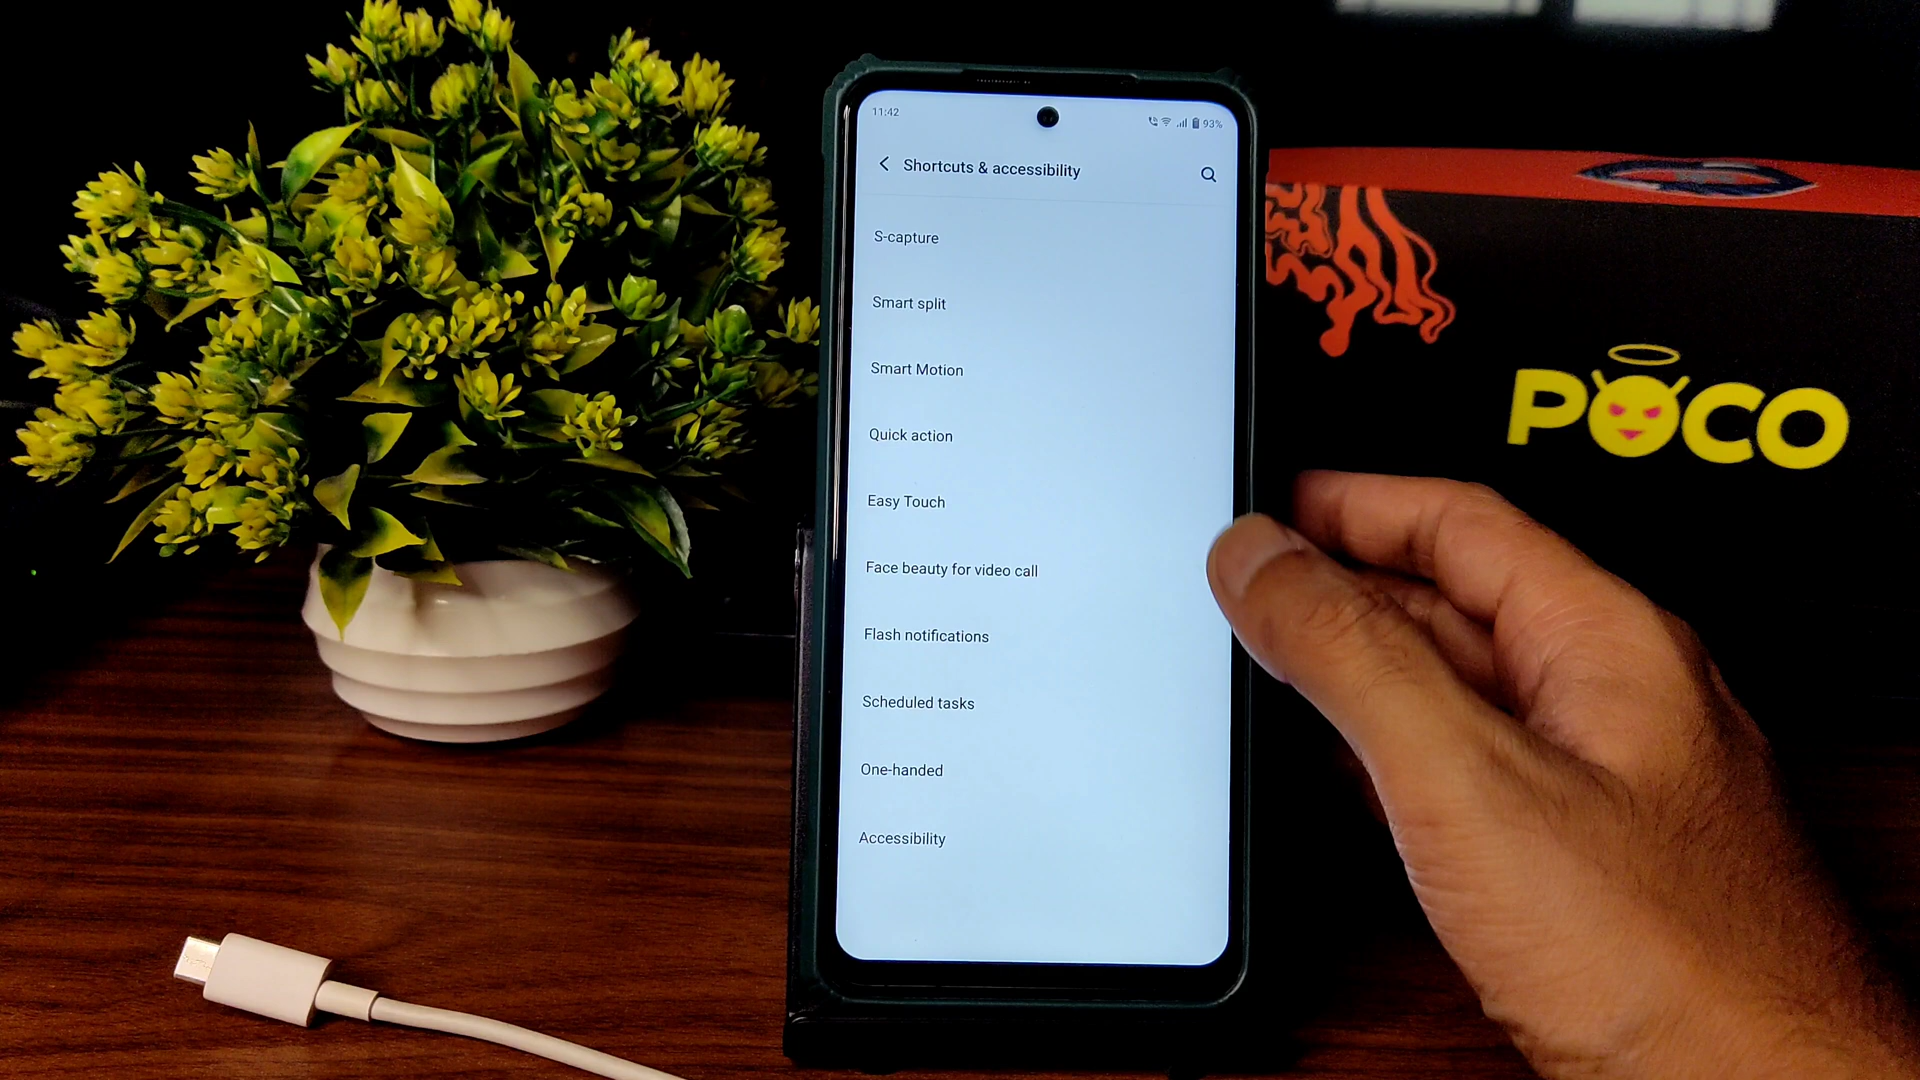 11:42
93%
Shortcuts & accessibility
S-capture
Smart split
Smart Motion
Quick action
Easy Touch
Face beauty for video call
Flash notifications
Scheduled tasks
One-handed
Accessibility
POCO